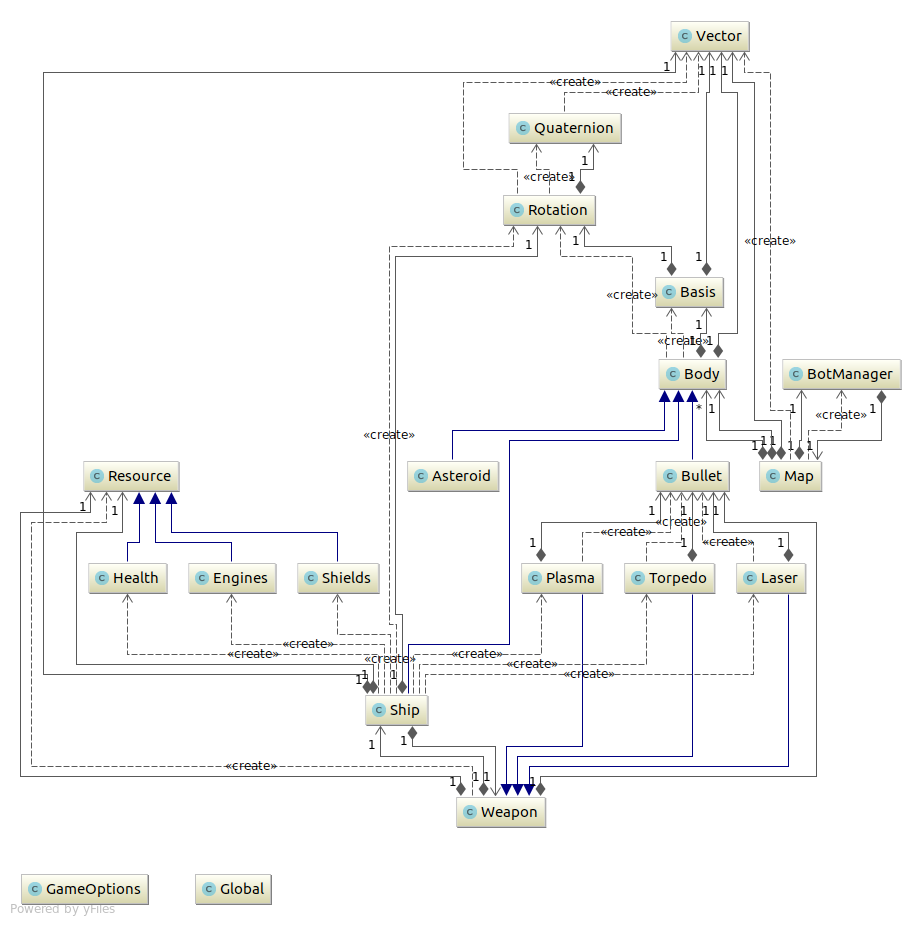 C Vector
1
1 1 1
«create»
«create»
C Quaternion
1
«create»
1
C Rotation
1
1
«create»
1
1
C Basis
«create»
1
«create»
1
1
C Body
C BotManager
*
1
1
«create»
1
«create»
1
1
1
1
1
C Resource
C Asteroid
C Bullet
C Map
1
1
1
1
1
1
«create»
«create»
«create»
1
1
1
C Health
C Engines
C Shields
C Plasma
C Torpedo
C Laser
«create»
«create»
«create»
«create»
«create»
«create»
1
1
1
C Ship
1
1
«create»
1
1
1
1
C Weapon
C GameOptions
C Global
Powered by yFiles